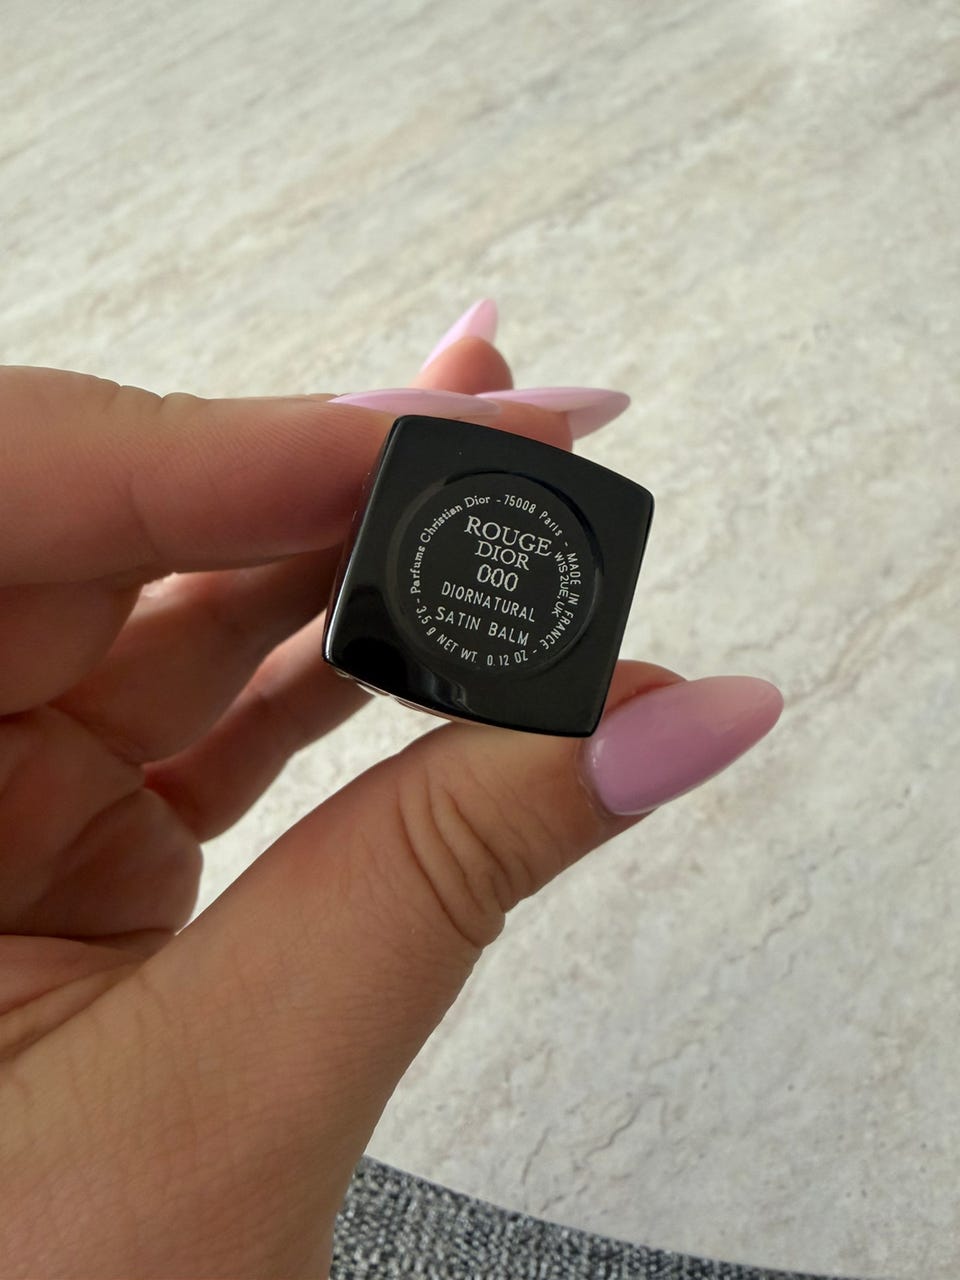 Parfums Christian Dior - 75008 Paris - MADE IN FRANCE - 3,5 g NET WT. 0.12 OZ -
W1S2UE.UK
ROUGE
DIOR
000
DIORNATURAL
SATIN BALM